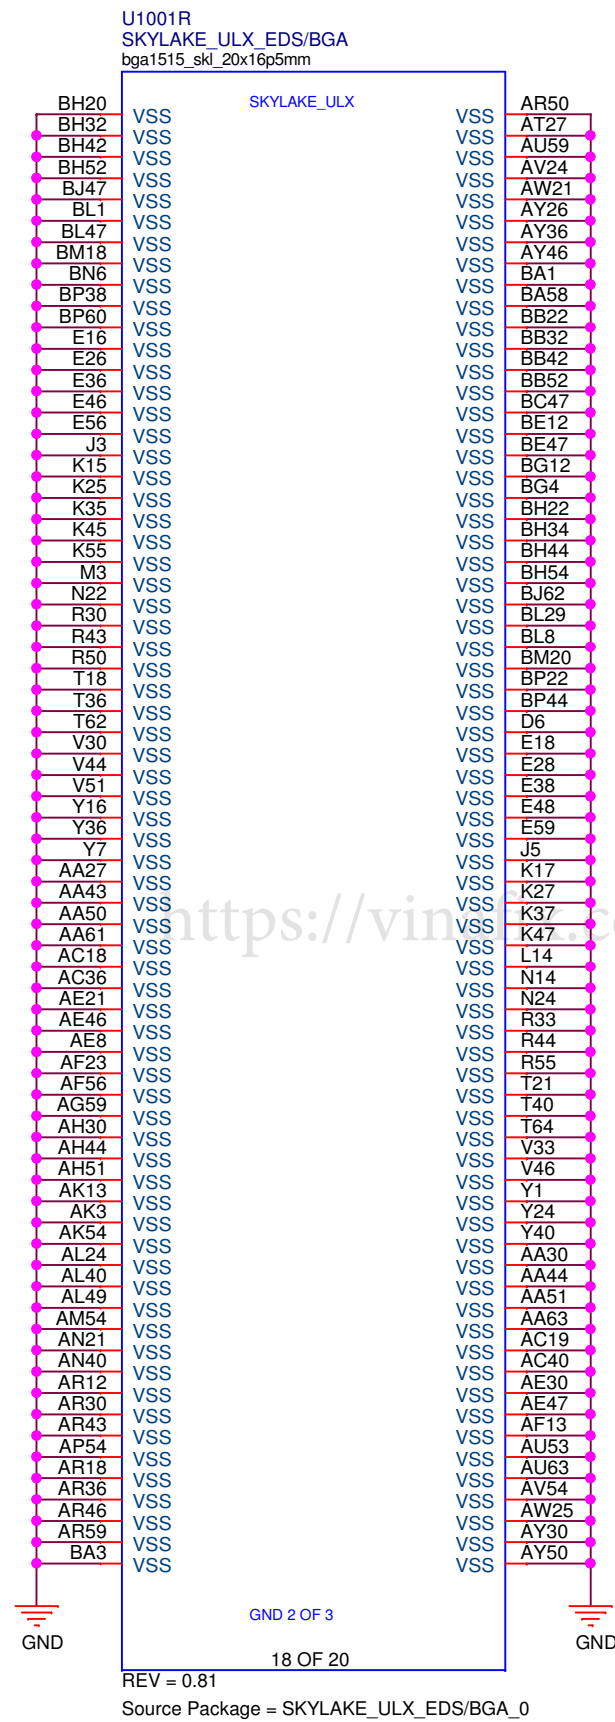 U1001R
SKYLAKE_ULX_EDS/BGA
bga1515_skl_20x16p5mm
SKYLAKE_ULX
BH20 VSS VSS AR50
BH32 VSS VSS AT27
BH42 VSS VSS AU59
BH52 VSS VSS AV24
BJ47 VSS VSS AW21
BL1 VSS VSS AY26
BL47 VSS VSS AY36
BM18 VSS VSS AY46
BN6 VSS VSS BA1
BP38 VSS VSS BA58
BP60 VSS VSS BB22
E16 VSS VSS BB32
E26 VSS VSS BB42
E36 VSS VSS BB52
E46 VSS VSS BC47
E56 VSS VSS BE12
J3 VSS VSS BE47
K15 VSS VSS BG12
K25 VSS VSS BG4
K35 VSS VSS BH22
K45 VSS VSS BH34
K55 VSS VSS BH44
M3 VSS VSS BH54
N22 VSS VSS BJ62
R30 VSS VSS BL29
R43 VSS VSS BL8
R50 VSS VSS BM20
T18 VSS VSS BP22
T36 VSS VSS BP44
T62 VSS VSS D6
V30 VSS VSS E18
V44 VSS VSS E28
V51 VSS VSS E38
Y16 VSS VSS E48
Y36 VSS VSS E59
Y7 VSS VSS J5
AA27 VSS VSS K17
AA43 VSS VSS K27
AA50 VSS VSS K37
https://vinafix.c
AA61 VSS VSS K47
AC18 VSS VSS L14
AC36 VSS VSS N14
AE21 VSS VSS N24
AE46 VSS VSS R33
AE8 VSS VSS R44
AF23 VSS VSS R55
AF56 VSS VSS T21
AG59 VSS VSS T40
AH30 VSS VSS T64
AH44 VSS VSS V33
AH51 VSS VSS V46
AK13 VSS VSS Y1
AK3 VSS VSS Y24
AK54 VSS VSS Y40
AL24 VSS VSS AA30
AL40 VSS VSS AA44
AL49 VSS VSS AA51
AM54 VSS VSS AA63
AN21 VSS VSS AC19
AN40 VSS VSS AC40
AR12 VSS VSS AE30
AR30 VSS VSS AE47
AR43 VSS VSS AF13
AP54 VSS VSS AU53
AR18 VSS VSS AU63
AR36 VSS VSS AV54
AR46 VSS VSS AW25
AR59 VSS VSS AY30
BA3 VSS VSS AY50
GND 2 OF 3
GND GND
18 OF 20
REV = 0.81
Source Package = SKYLAKE_ULX_EDS/BGA_0